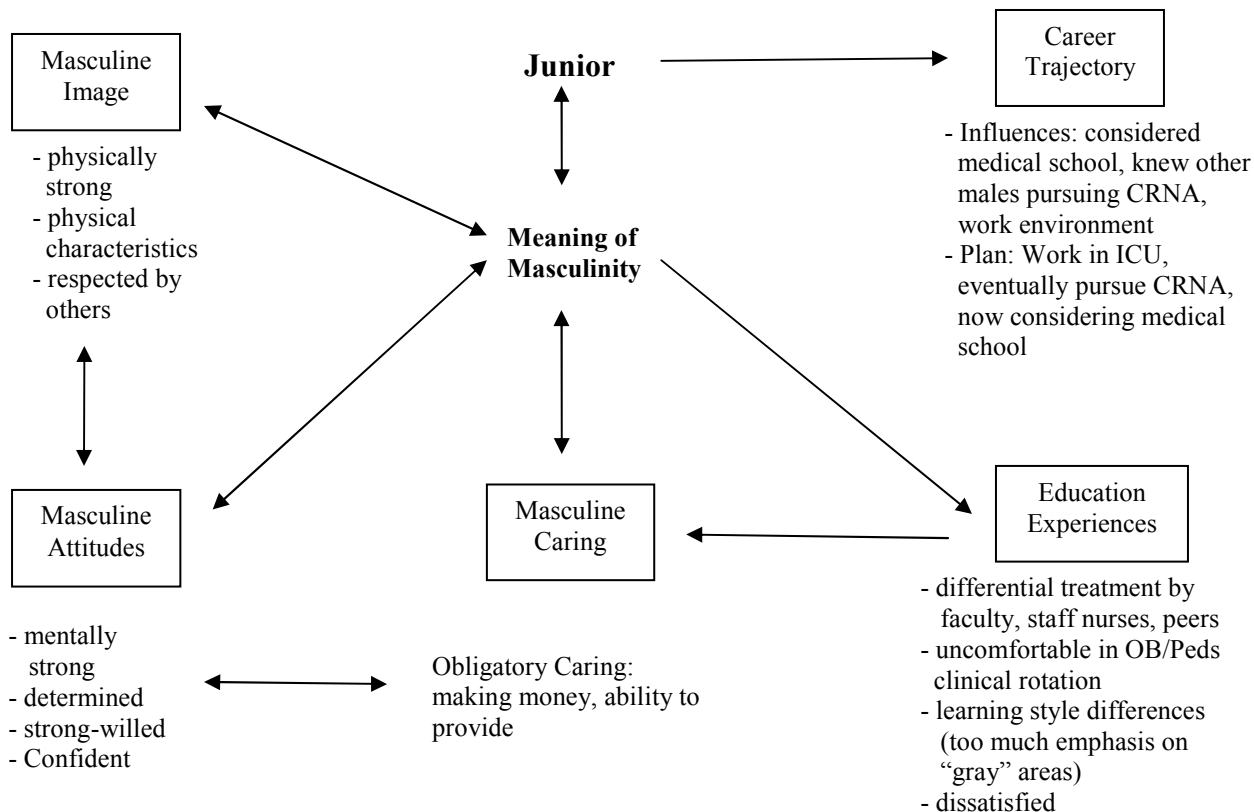 Masculine
Image
- physically
strong
- physical
characteristics
- respected by
others
Junior
Career
Trajectory
- Influences: considered
medical school, knew other
males pursuing CRNA,
work environment
- Plan: Work in ICU,
eventually pursue CRNA,
now considering medical
school
Meaning of
Masculinity
Masculine
Attitudes
- mentally
strong
- determined
- strong-willed
- Confident
Masculine
Caring
Obligatory Caring:
making money, ability to
provide
Education
Experiences
- differential treatment by
faculty, staff nurses, peers
- uncomfortable in OB/Peds
clinical rotation
- learning style differences
(too much emphasis on
“gray” areas)
- dissatisfied